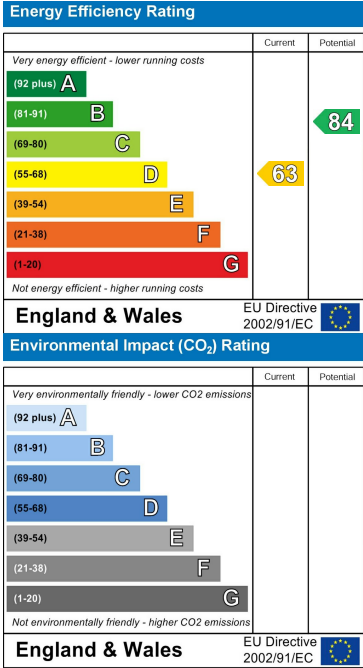 Energy Efficiency Rating
Current Potential
Very energy efficient - lower running costs
(92 plus) A
(81-91) B
84
(69-80) C
(55-68) D
63
(39-54) E
(21-38) F
(1-20) G
Not energy efficient - higher running costs
England & Wales
EU Directive
2002/91/EC
Environmental Impact (CO₂) Rating
Current Potential
Very environmentally friendly - lower CO2 emissions
(92 plus) A
(81-91) B
(69-80) C
(55-68) D
(39-54) E
(21-38) F
(1-20) G
Not environmentally friendly - higher CO2 emissions
England & Wales
EU Directive
2002/91/EC